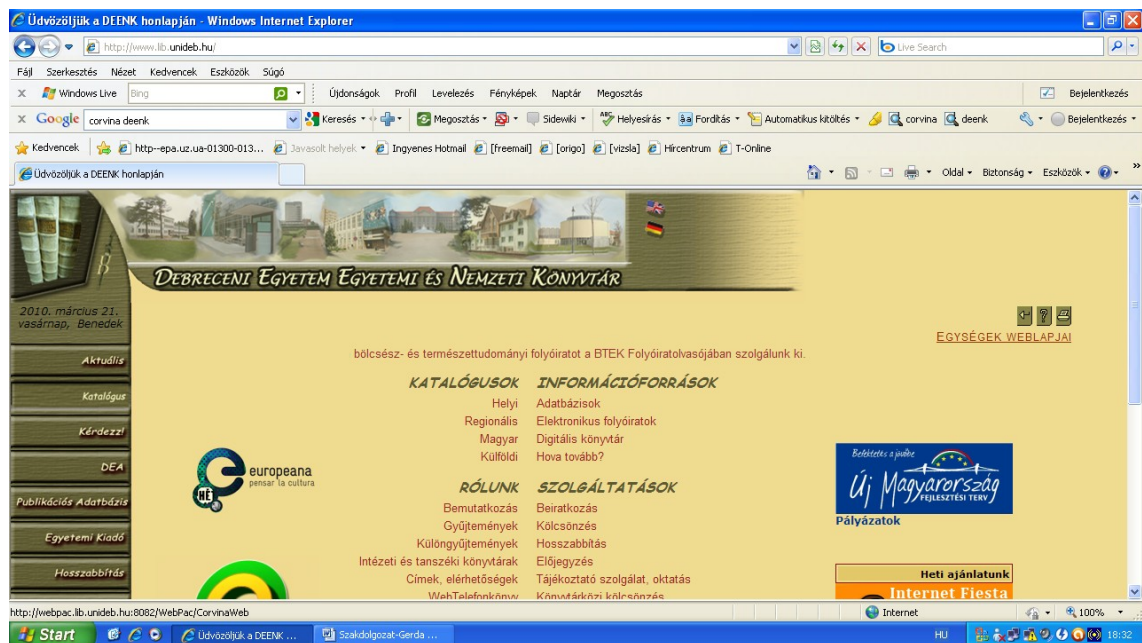 Üdvözöljük a DEENK honlapján - Windows Internet Explorer
http://www.lib.unideb.hu/
Live Search
Fájl Szerkesztés Nézet Kedvencek Eszközök Súgó
x Windows Live Bing Újdonságok Profil Levelezés Fényképek Naptár Megosztás Bejelentkezés
x Google corvina deenk Keresés Megosztás Sidewiki Helyesírás Fordítás Automatikus kitöltés corvina deenk Bejelentkezés
Kedvencek http--epa.uz.ua-01300-013... Javasolt helyek Ingyenes Hotmail [freemail] [origo] [vizsla] Hírcentrum T-Online
Üdvözöljük a DEENK honlapján Oldal Biztonság Eszközök »
DEBRECENI EGYETEM EGYETEMI ÉS NEMZETI KÖNYVTÁR
2010. március 21.
vasárnap, Benedek
EGYSÉGEK WEBLAPJAI
Aktuális
Katalógus
Kérdezz!
DEA
Publikációs Adatbázis
Egyetemi Kiadó
Hosszabbítás
bölcsész- és természettudományi folyóiratot a BTEK Folyóiratolvasójában szolgálunk ki.
KATALÓGUSOK INFORMÁCIÓFORRÁSOK
Helyi Adatbázisok
Regionális Elektronikus folyóiratok
Magyar Digitális könyvtár
Külföldi Hova tovább?
RÓLUNK SZOLGÁLTATÁSOK
Bemutatkozás Beiratkozás
Gyűjtemények Kölcsönzés
Különgyűjtemények Hosszabbítás
Intézeti és tanszéki könyvtárak Előjegyzés
Címek, elérhetőségek Tájékoztató szolgálat, oktatás
WebTelefonkönyv Könyvtárközi kölcsönzés
europeana
pensar la cultura
HÉT
Befektetés a jövőbe
Új Magyarország
FEJLESZTÉSI TERV
Pályázatok
Heti ajánlatunk
Internet Fiesta
http://webpac.lib.unideb.hu:8082/WebPac/CorvinaWeb Internet 100%
Start Üdvözöljük a DEENK ... Szakdolgozat-Gerda ... HU 18:32